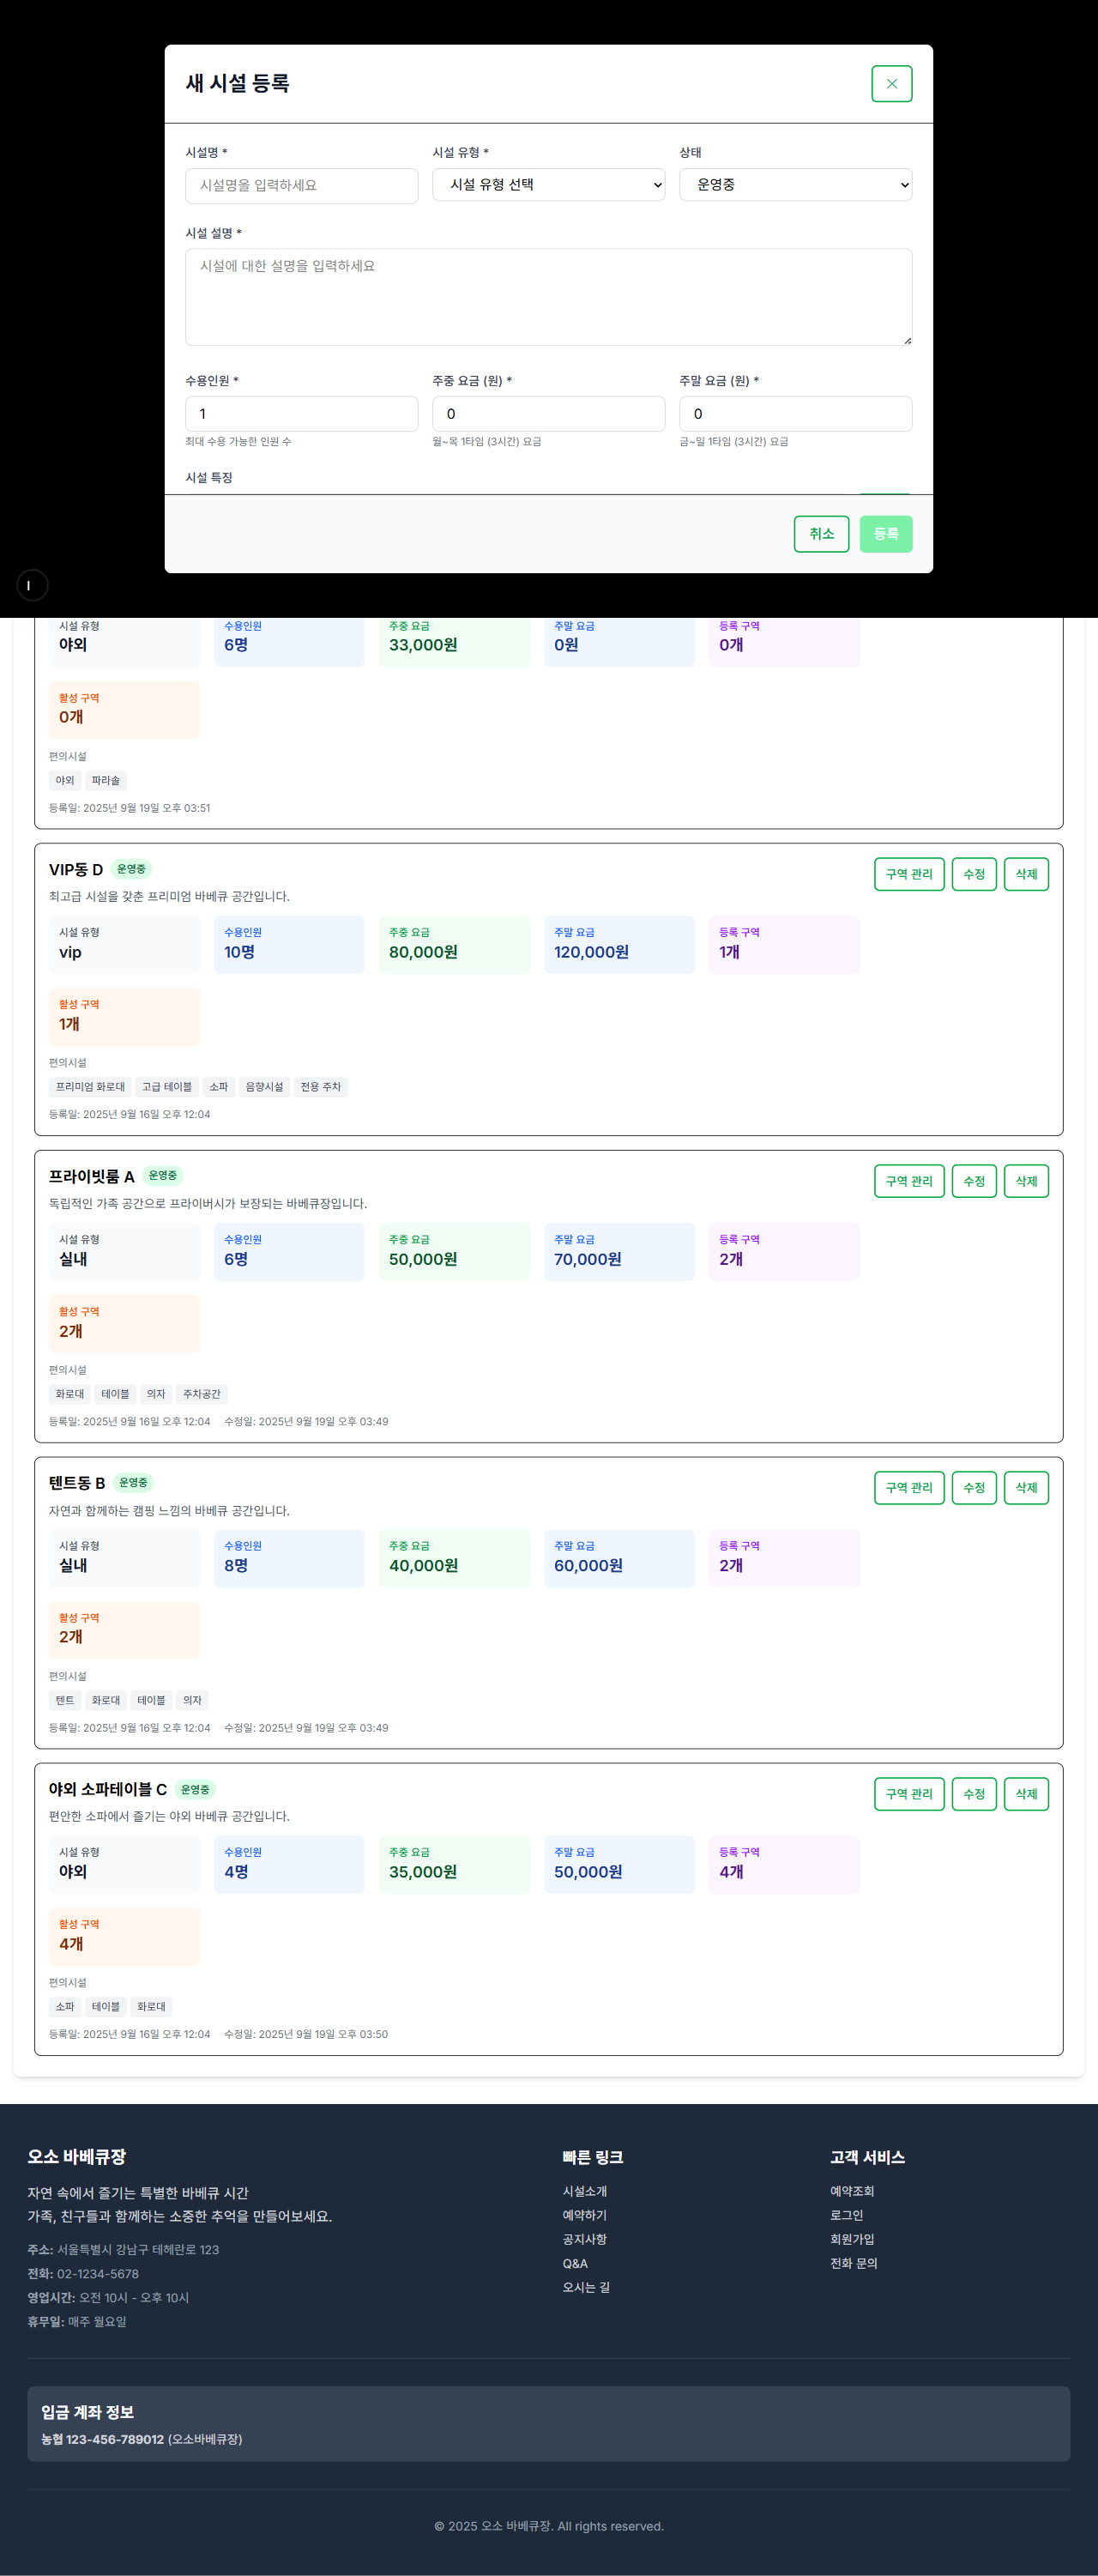 새 시설 등록
×
시설명 * 시설 유형 * 상태
시설명을 입력하세요 시설 유형 선택 운영중
시설 설명 *
시설에 대한 설명을 입력하세요
수용인원 * 주중 요금 (원) * 주말 요금 (원) *
1 0 0
최대 수용 가능한 인원 수 월~목 1타임 (3시간) 요금 금~일 1타임 (3시간) 요금
시설 특징
취소 등록
시설 유형 수용인원 주중 요금 주말 요금 등록 구역
야외 6명 33,000원 0원 0개
활성 구역
0개
편의시설
야외 파라솔
등록일: 2025년 9월 19일 오후 03:51
VIP동 D 운영중 구역 관리 수정 삭제
최고급 시설을 갖춘 프리미엄 바베큐 공간입니다.
시설 유형 수용인원 주중 요금 주말 요금 등록 구역
vip 10명 80,000원 120,000원 1개
활성 구역
1개
편의시설
프리미엄 화로대 고급 테이블 소파 음향시설 전용 주차
등록일: 2025년 9월 16일 오후 12:04
프라이빗룸 A 운영중 구역 관리 수정 삭제
독립적인 가족 공간으로 프라이버시가 보장되는 바베큐장입니다.
시설 유형 수용인원 주중 요금 주말 요금 등록 구역
실내 6명 50,000원 70,000원 2개
활성 구역
2개
편의시설
화로대 테이블 의자 주차공간
등록일: 2025년 9월 16일 오후 12:04 수정일: 2025년 9월 19일 오후 03:49
텐트동 B 운영중 구역 관리 수정 삭제
자연과 함께하는 캠핑 느낌의 바베큐 공간입니다.
시설 유형 수용인원 주중 요금 주말 요금 등록 구역
실내 8명 40,000원 60,000원 2개
활성 구역
2개
편의시설
텐트 화로대 테이블 의자
등록일: 2025년 9월 16일 오후 12:04 수정일: 2025년 9월 19일 오후 03:49
야외 소파테이블 C 운영중 구역 관리 수정 삭제
편안한 소파에서 즐기는 야외 바베큐 공간입니다.
시설 유형 수용인원 주중 요금 주말 요금 등록 구역
야외 4명 35,000원 50,000원 4개
활성 구역
4개
편의시설
소파 테이블 화로대
등록일: 2025년 9월 16일 오후 12:04 수정일: 2025년 9월 19일 오후 03:50
오소 바베큐장
자연 속에서 즐기는 특별한 바베큐 시간
가족, 친구들과 함께하는 소중한 추억을 만들어보세요.
주소: 서울특별시 강남구 테헤란로 123
전화: 02-1234-5678
영업시간: 오전 10시 - 오후 10시
휴무일: 매주 월요일
빠른 링크
시설소개
예약하기
공지사항
Q&A
오시는 길
고객 서비스
예약조회
로그인
회원가입
전화 문의
입금 계좌 정보
농협 123-456-789012 (오소바베큐장)
© 2025 오소 바베큐장. All rights reserved.